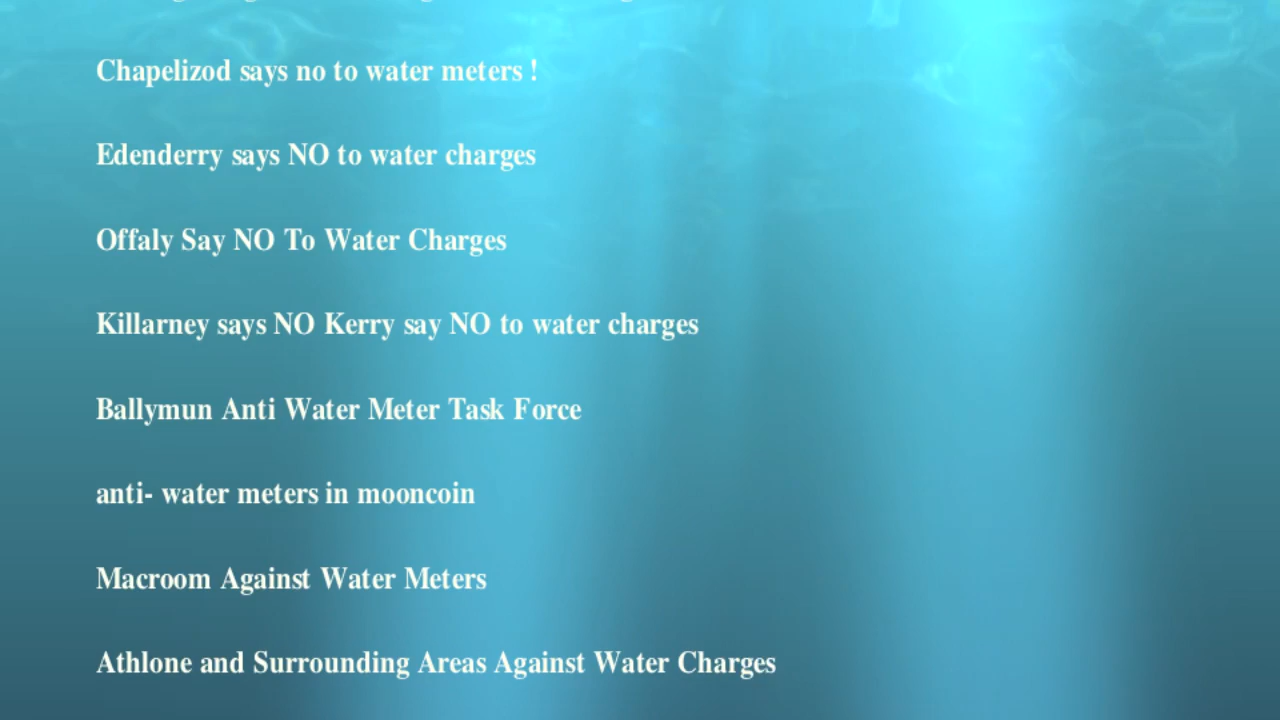 Chapelizod says no to water meters !
Edenderry says NO to water charges
Offaly Say NO To Water Charges
Killarney says NO Kerry say NO to water charges
Ballymun Anti Water Meter Task Force
anti- water meters in mooncoin
Macroom Against Water Meters
Athlone and Surrounding Areas Against Water Charges